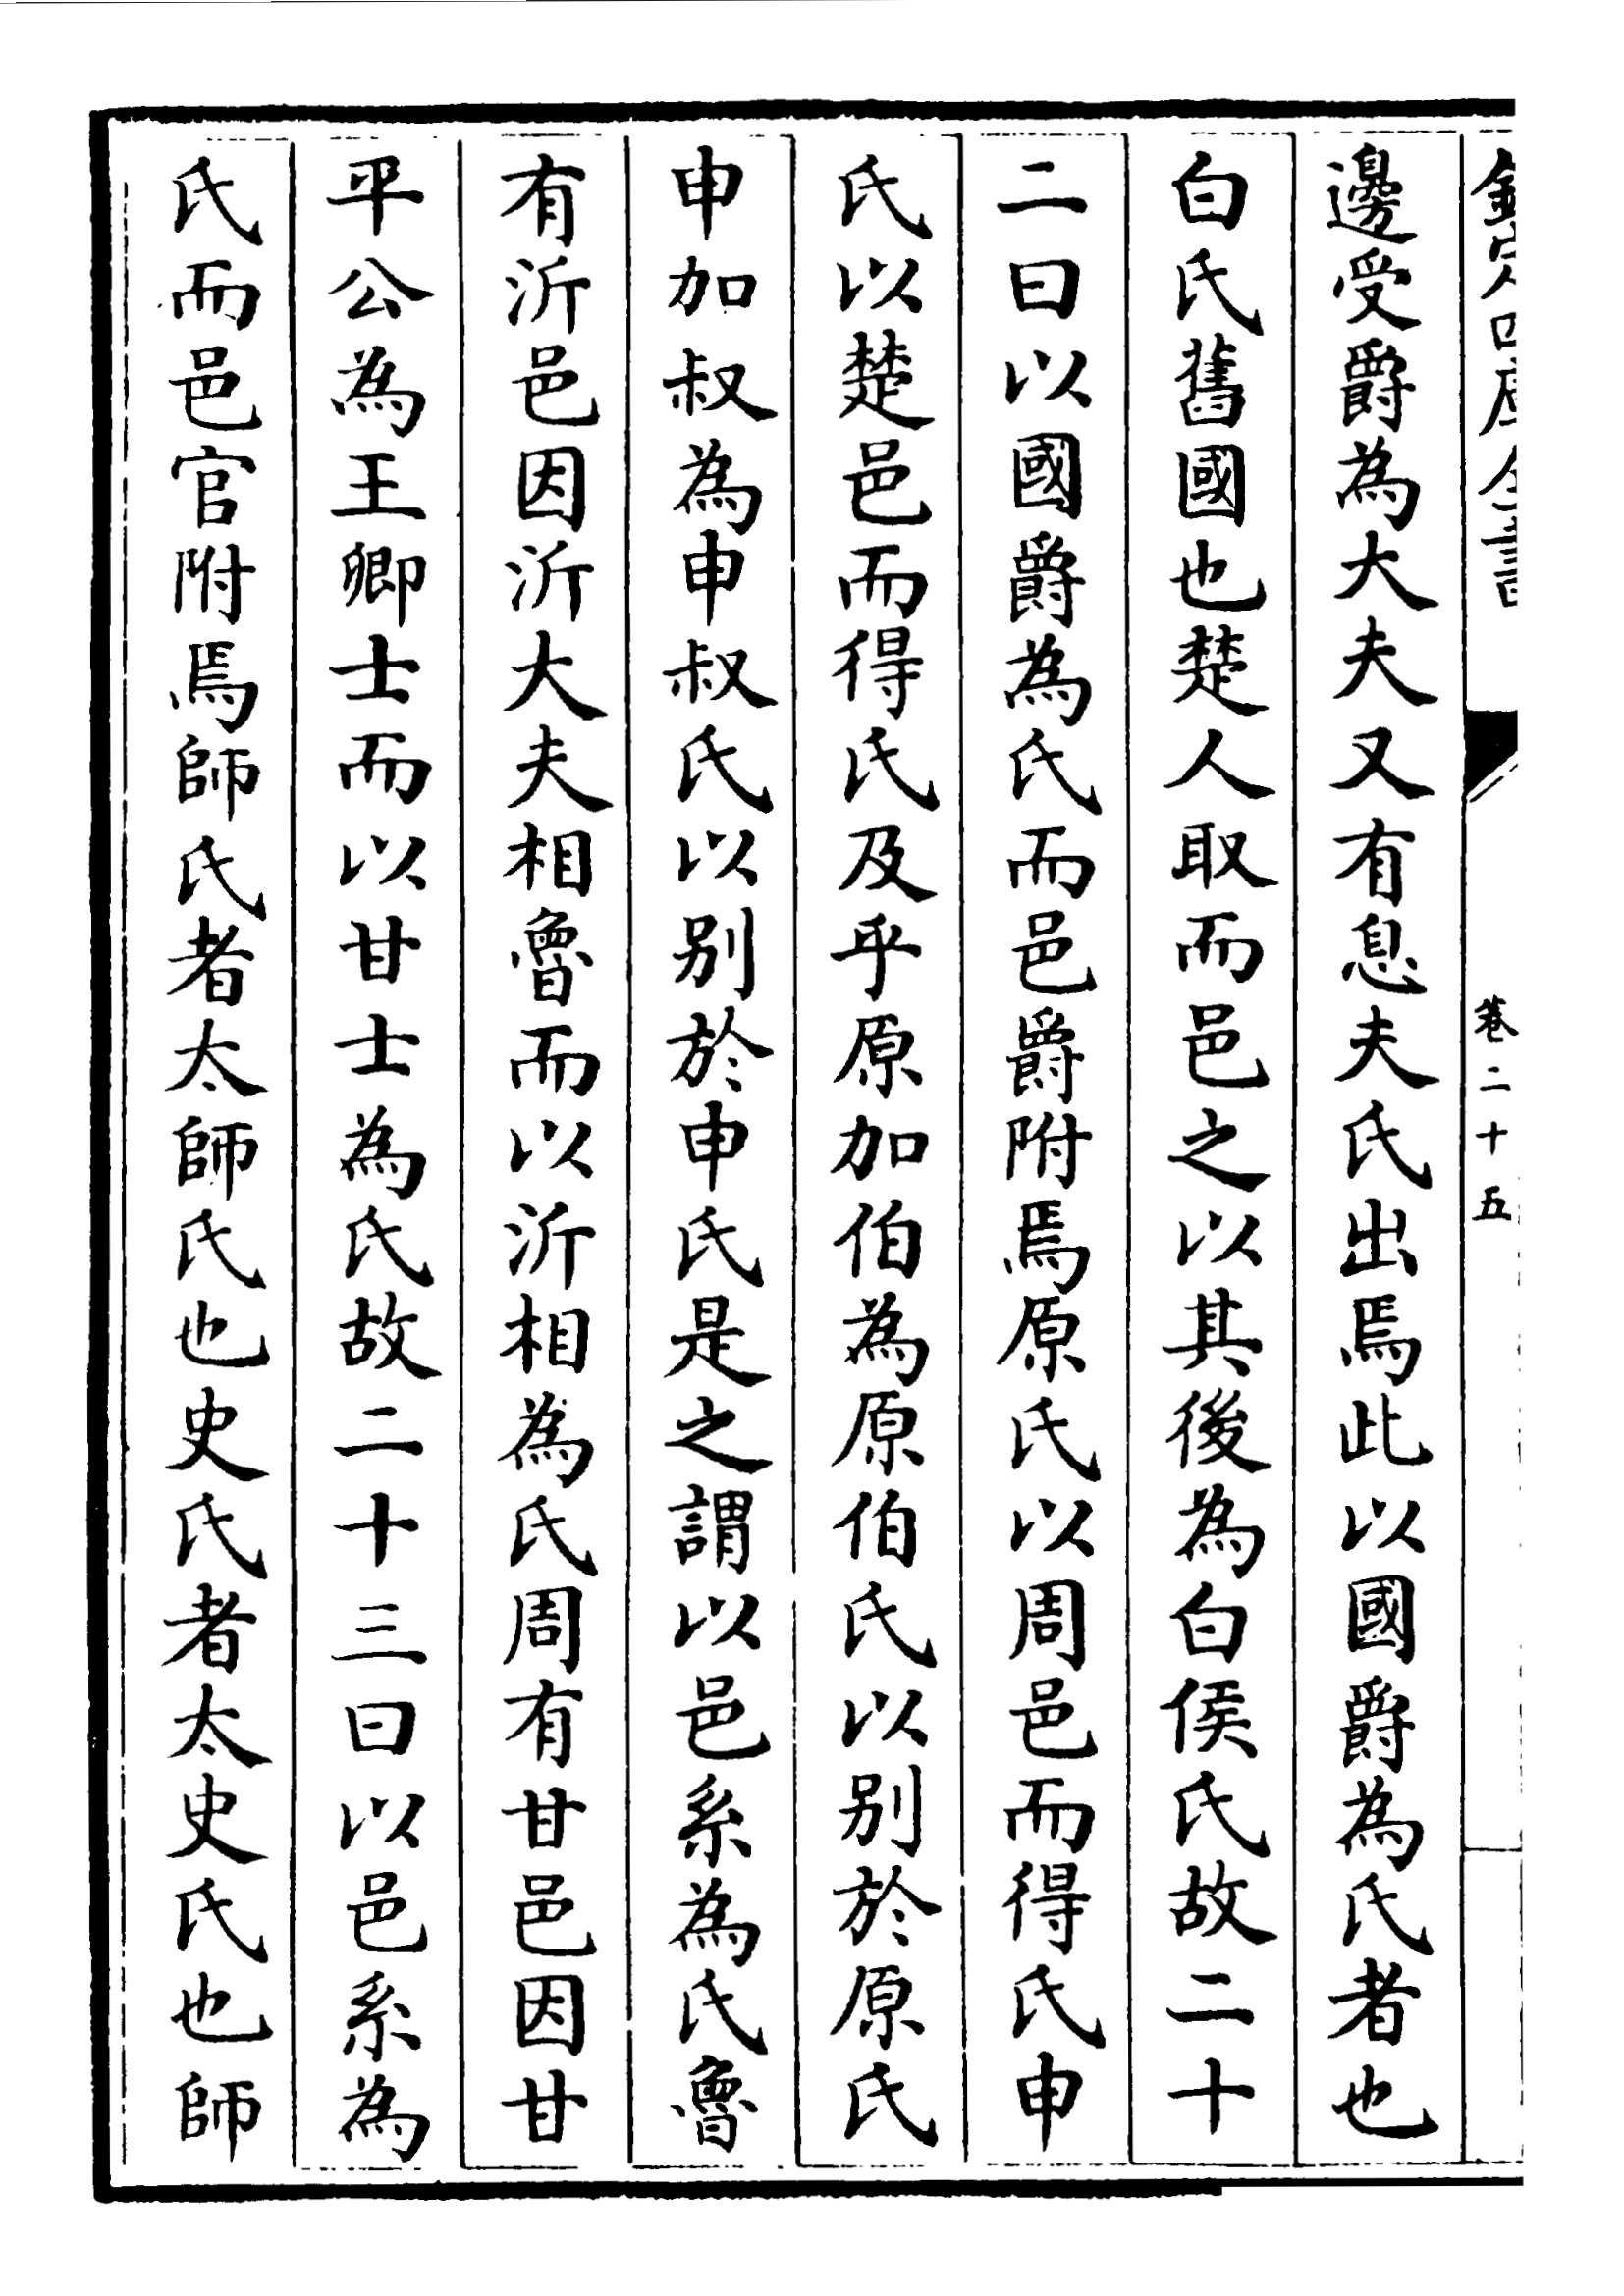 欽定四庫全書
卷二十五
邊受爵為大夫又有息夫氏出焉此以國爵為氏者也
白氏舊國也楚人取而邑之以其後為白侯氏故二十
二曰以國爵為氏而邑爵附焉原氏以周邑而得氏申
氏以楚邑而得氏及乎原加伯為原伯氏以别於原氏
申加叔為申叔氏以别於申氏是之謂以邑系為氏魯
有沂邑因沂大夫相魯而以沂相為氏周有甘邑因甘
平公為王卿士而以甘士為氏故二十三曰以邑系為
氏而邑官附焉師氏者太師氏也史氏者太史氏也師